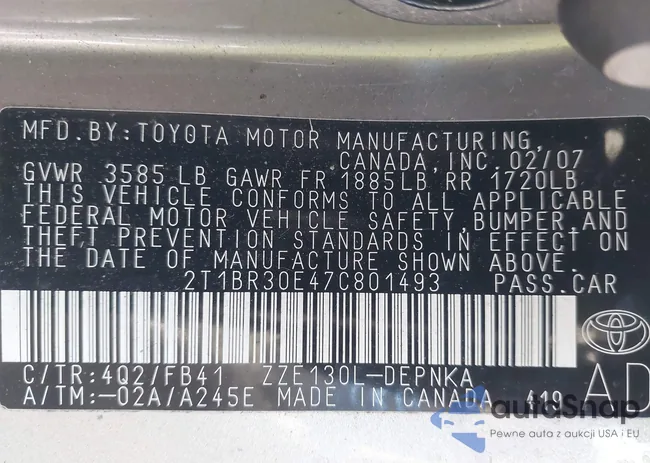 MFD.BY:TOYOTA MOTOR MANUFACTURING,
CANADA,INC.02/07
GVWR 3585 LB GAWR FR 1885LB RR 1720LB
THIS VEHICLE CONFORMS TO ALL APPLICABLE
FEDERAL MOTOR VEHICLE SAFETY,BUMPER,AND
THEFT PREVENTION STANDARDS IN EFFECT ON
THE DATE OF MANUFACTURE SHOWN ABOVE.
2T1BR30E47C801493 PASS.CAR
C/TR:4Q2/FB41 ZZE130L-DEPNKA
A/TM:-02A/A245E MADE IN CANADA 419 AD
autoSnap
Pewne auta z aukcji USA i EU